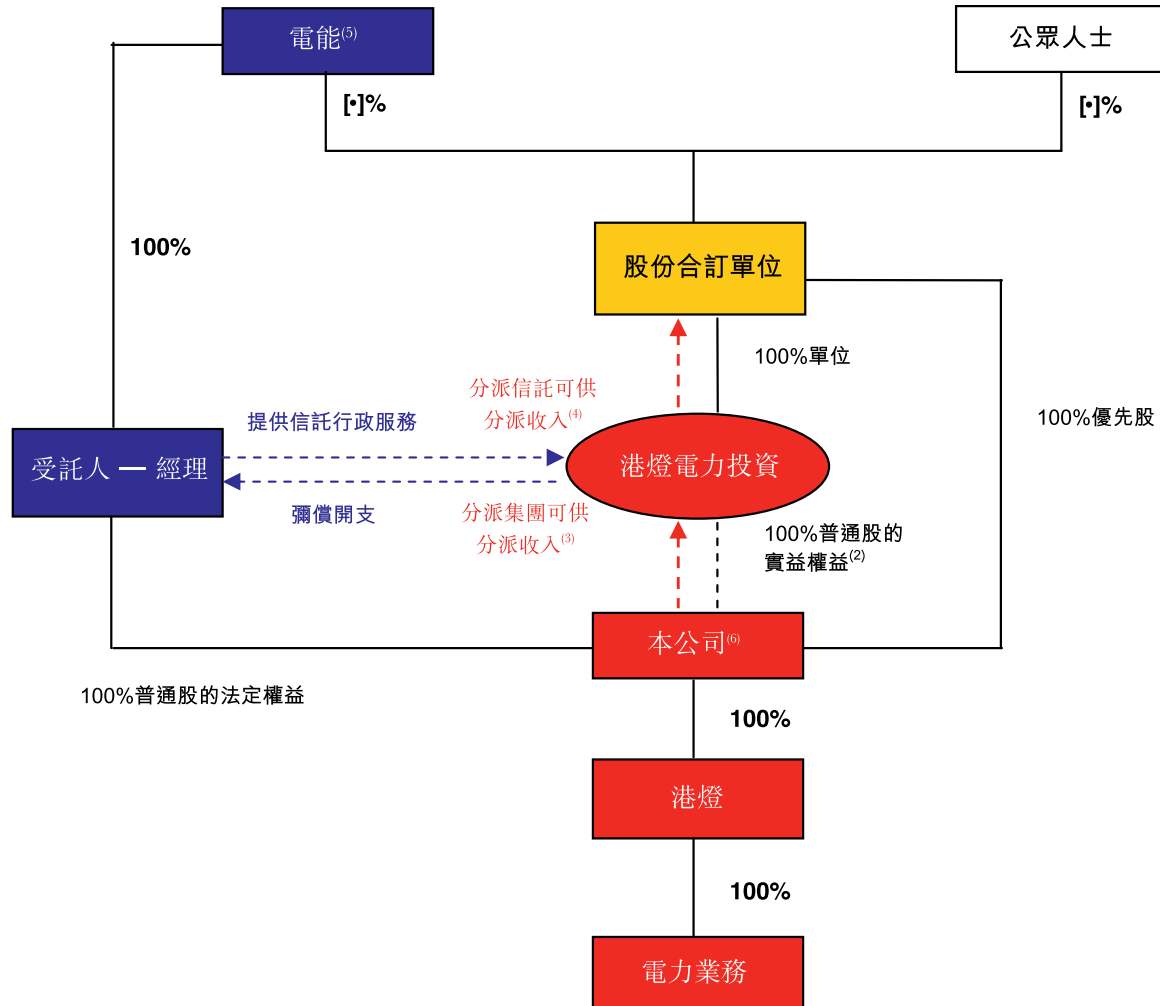 電能(5)
公眾人士
[•]%
[•]%
100%
股份合訂單位
100%單位
分派信託可供
分派收入(4)
100%優先股
提供信託行政服務
受託人 — 經理
港燈電力投資
彌償開支
分派集團可供
分派收入(3)
100%普通股的
實益權益(2)
本公司(6)
100%普通股的法定權益
100%
港燈
100%
電力業務